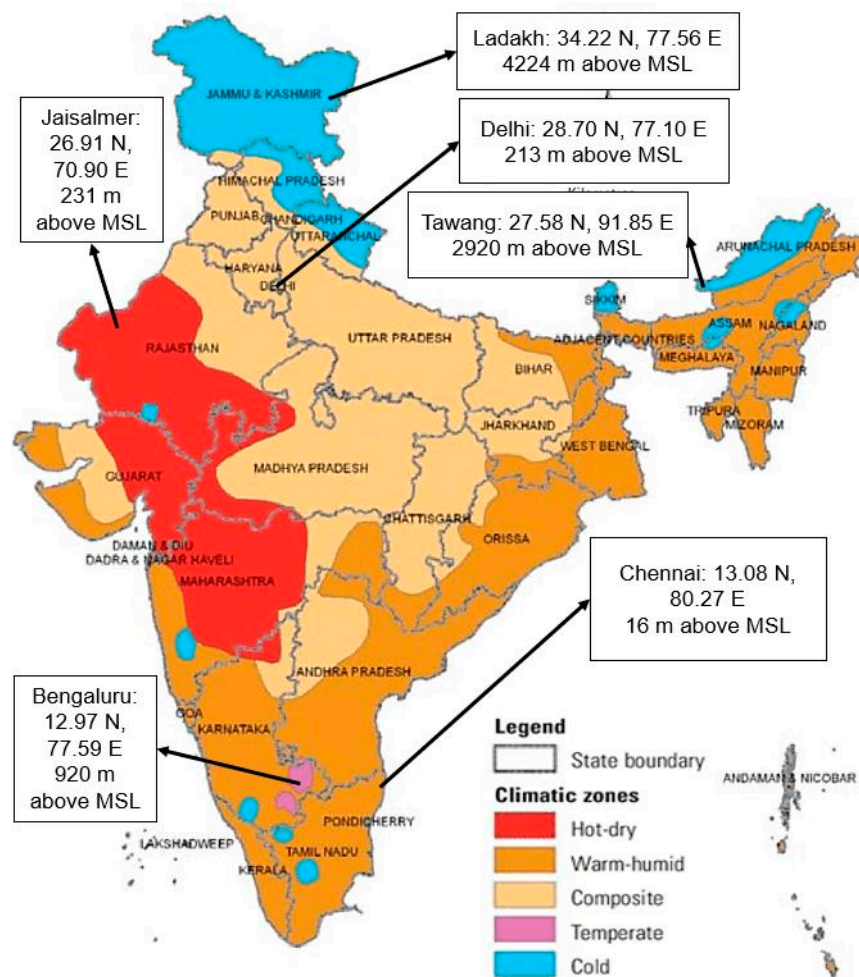 Ladakh: 34.22 N, 77.56 E
4224 m above MSL
JAMMU & KASHMIR
Jaisalmer:
26.91 N,
70.90 E
231 m
above MSL
Delhi: 28.70 N, 77.10 E
213 m above MSL
HIMACHAL PRADESH
Tawang: 27.58 N, 91.85 E
2920 m above MSL
PUNJAB
CHANDIGARH
UTTARANCHAL
ARUNACHAL PRADESH
HARYANA
DELHI
SIKKIM
RAJASTHAN
UTTAR PRADESH
ASSAM
NAGALAND
ADJACENT COUNTRIES
BIHAR
MEGHALAYA
MANIPUR
TRIPURA
MIZORAM
JHARKHAND
WEST BENGAL
GUJARAT
MADHYA PRADESH
CHATTISGARH
ORISSA
DAMAN & DIU
DADRA & NAGAR HAVELI
MAHARASHTRA
Chennai: 13.08 N,
80.27 E
16 m above MSL
ANDHRA PRADESH
Bengaluru:
12.97 N,
77.59 E
920 m
above MSL
GOA
KARNATAKA
Legend
State boundary
Climatic zones
Hot-dry
Warm-humid
Composite
Temperate
Cold
ANDAMAN & NICOBAR
PONDICHERRY
LAKSHADWEEP
KERALA
TAMIL NADU